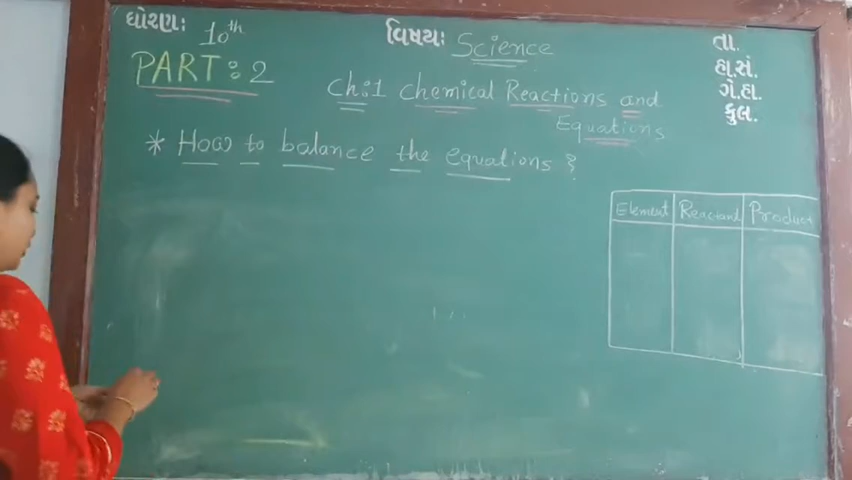 ધોરણ: 10th
વિષય: Science
તા.
PART: 2
હા.સં.
Ch:1 Chemical Reactions and
ગે.હા.
Equations
કુલ.
* How to balance the equations ?
Element Reactant Product